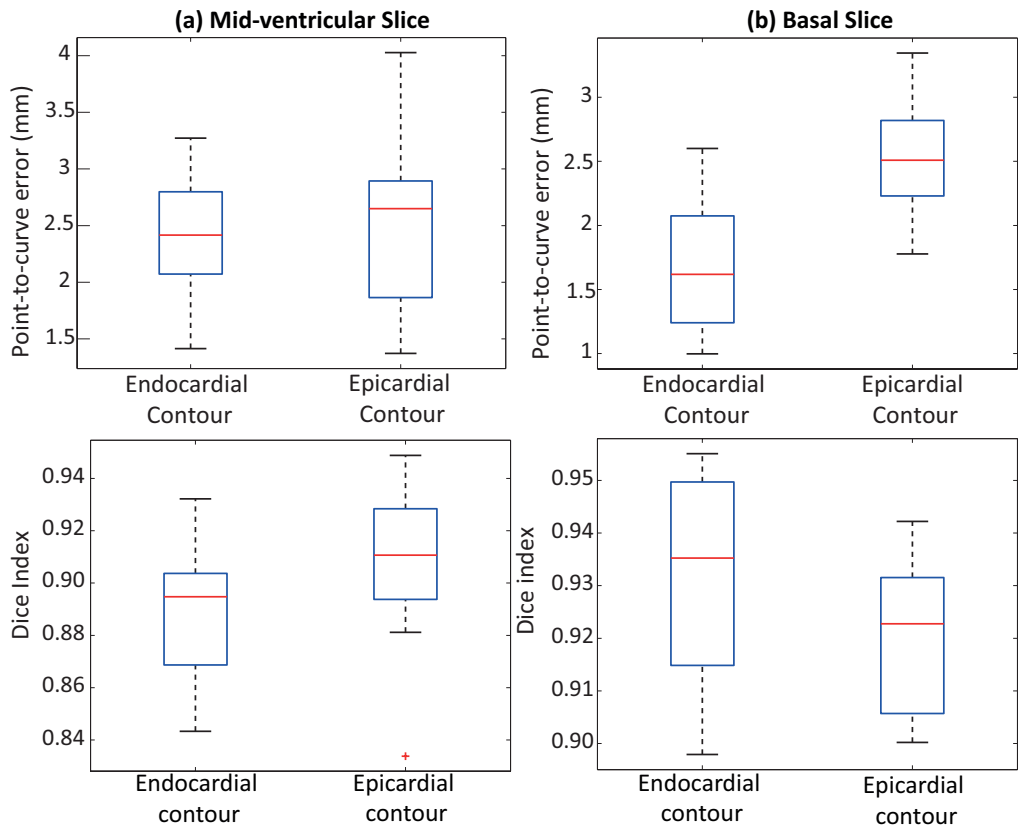 (a) Mid-ventricular Slice
Point-to-curve error (mm)
4
3.5
3
2.5
2
1.5
Endocardial
Contour
Epicardial
Contour
(b) Basal Slice
Point-to-curve error (mm)
3
2.5
2
1.5
1
Endocardial
Contour
Epicardial
Contour
Dice Index
0.94
0.92
0.90
0.88
0.86
0.84
Endocardial
contour
Epicardial
contour
Dice index
0.95
0.94
0.93
0.92
0.91
0.90
Endocardial
contour
Epicardial
contour